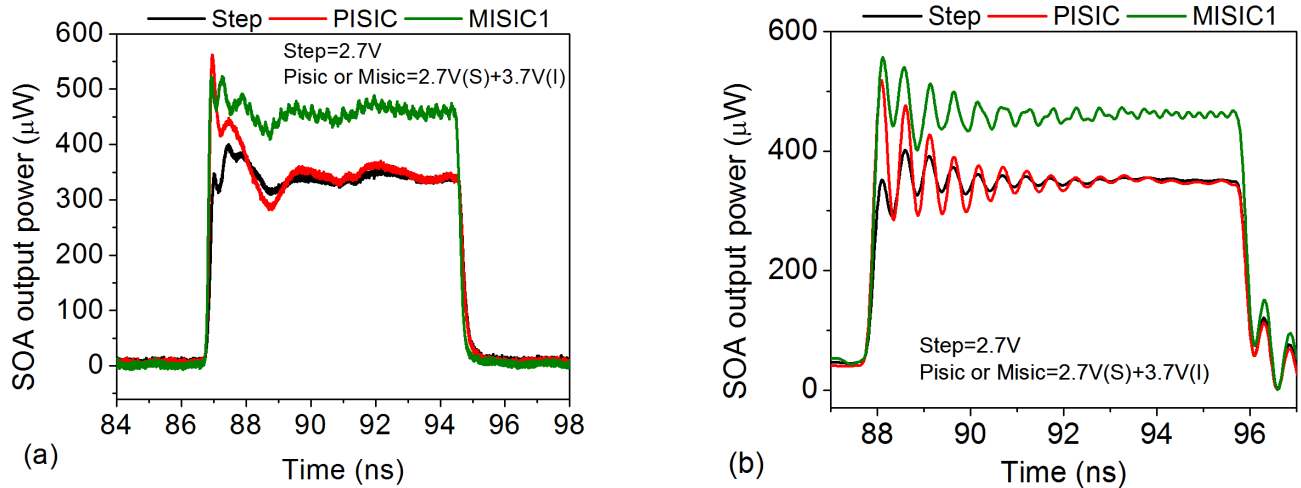 Step PISIC MISIC1
Step=2.7V
Pisic or Misic=2.7V(S)+3.7V(I)
SOA output power (μW)
600
500
400
300
200
100
0
84 86 88 90 92 94 96 98
Time (ns)
(a)
Step PISIC MISIC1
SOA output power (μW)
600
400
200
0
Step=2.7V
Pisic or Misic=2.7V(S)+3.7V(I)
88 90 92 94 96
Time (ns)
(b)